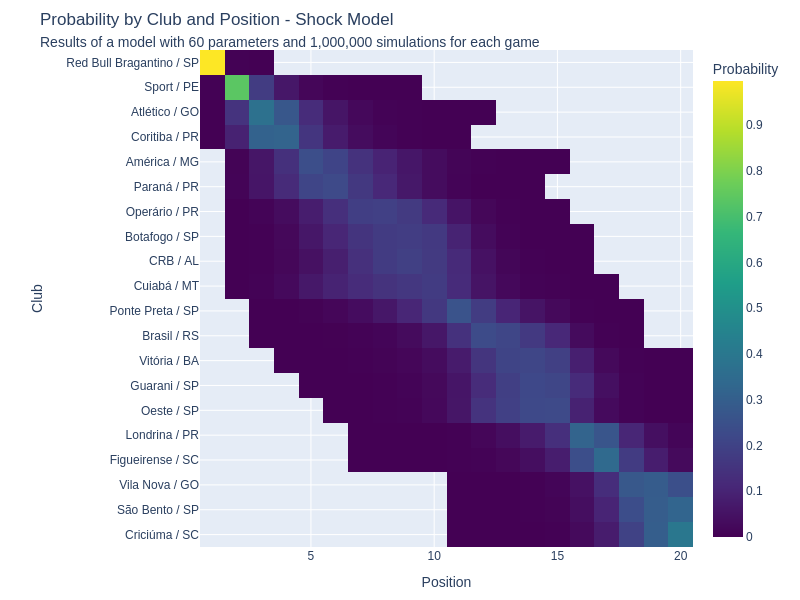 Probability by Club and Position - Shock Model
Results of a model with 60 parameters and 1,000,000 simulations for each game
Probability
Red Bull Bragantino / SP
Sport / PE
Atlético / GO
Coritiba / PR
América / MG
Paraná / PR
Operário / PR
Botafogo / SP
CRB / AL
Cuiabá / MT
Ponte Preta / SP
Brasil / RS
Vitória / BA
Guarani / SP
Oeste / SP
Londrina / PR
Figueirense / SC
Vila Nova / GO
São Bento / SP
Criciúma / SC
Club
5 10 15 20
Position
0.9
0.8
0.7
0.6
0.5
0.4
0.3
0.2
0.1
0